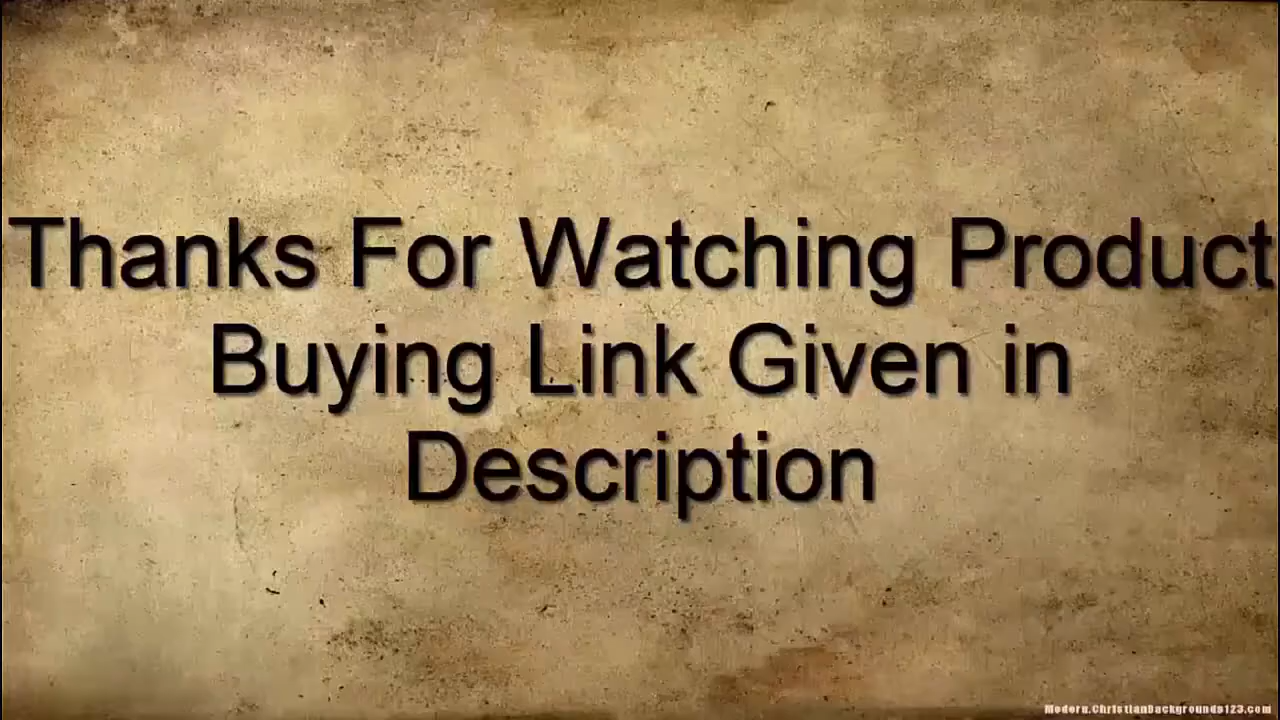 Thanks For Watching Product
Buying Link Given in
Description
Modern.ChristianBackgrounds123.com